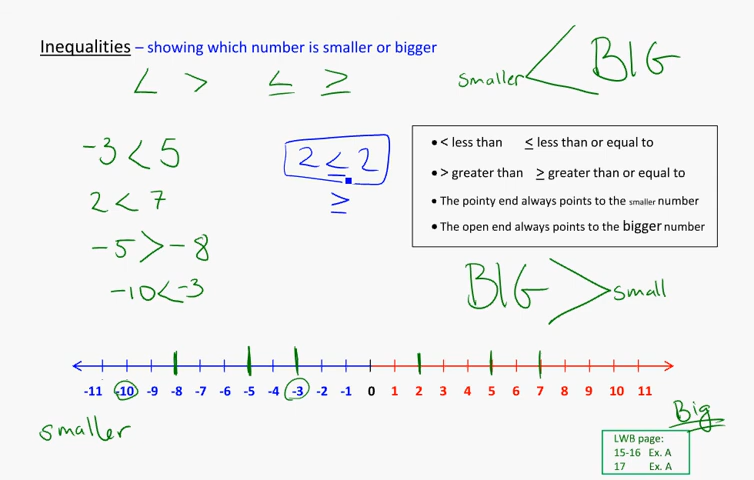 Inequalities – showing which number is smaller or bigger
< > ≤ ≥
smaller < BIG
-3 < 5
2 ≤ 2
≥
2 < 7
-5 > -8
-10 < -3
• < less than ≤ less than or equal to
• > greater than ≥ greater than or equal to
• The pointy end always points to the smaller number
• The open end always points to the bigger number
BIG > small
-11 -10 -9 -8 -7 -6 -5 -4 -3 -2 -1 0 1 2 3 4 5 6 7 8 9 10 11
smaller
Big
LWB page:
15-16 Ex. A
17 Ex. A